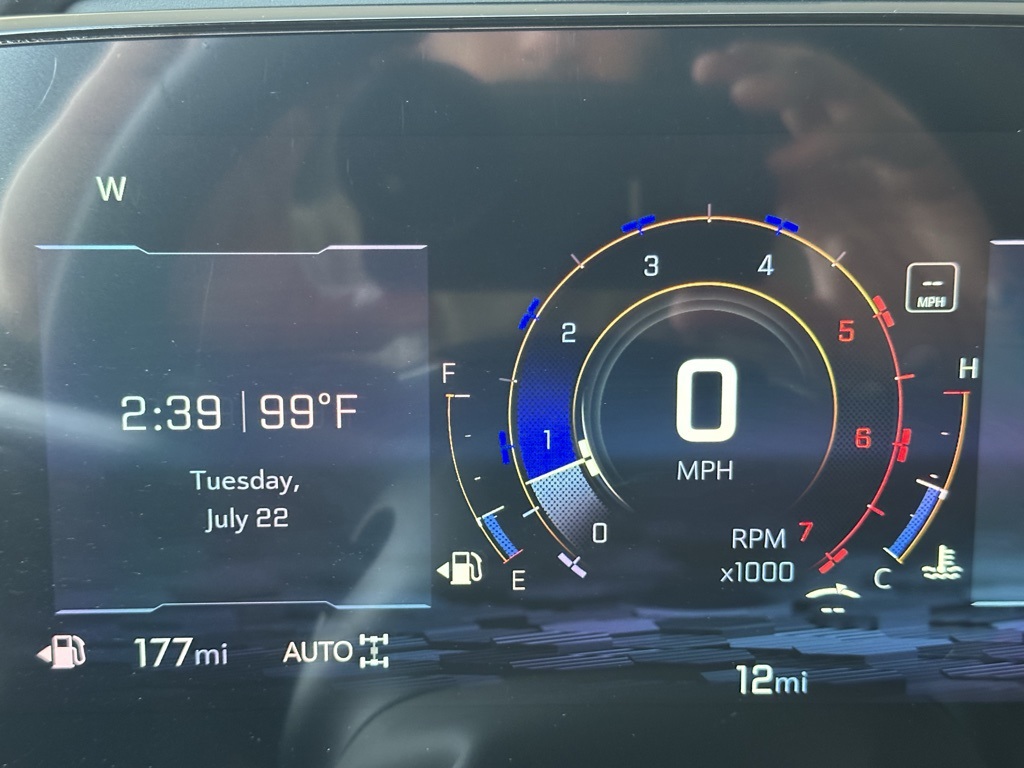 W
2:39 99°F
Tuesday,
July 22
177mi
AUTO
F
E
0
1
2
3
4
5
6
7
0
MPH
RPM
x1000
--
MPH
H
C
--
12mi